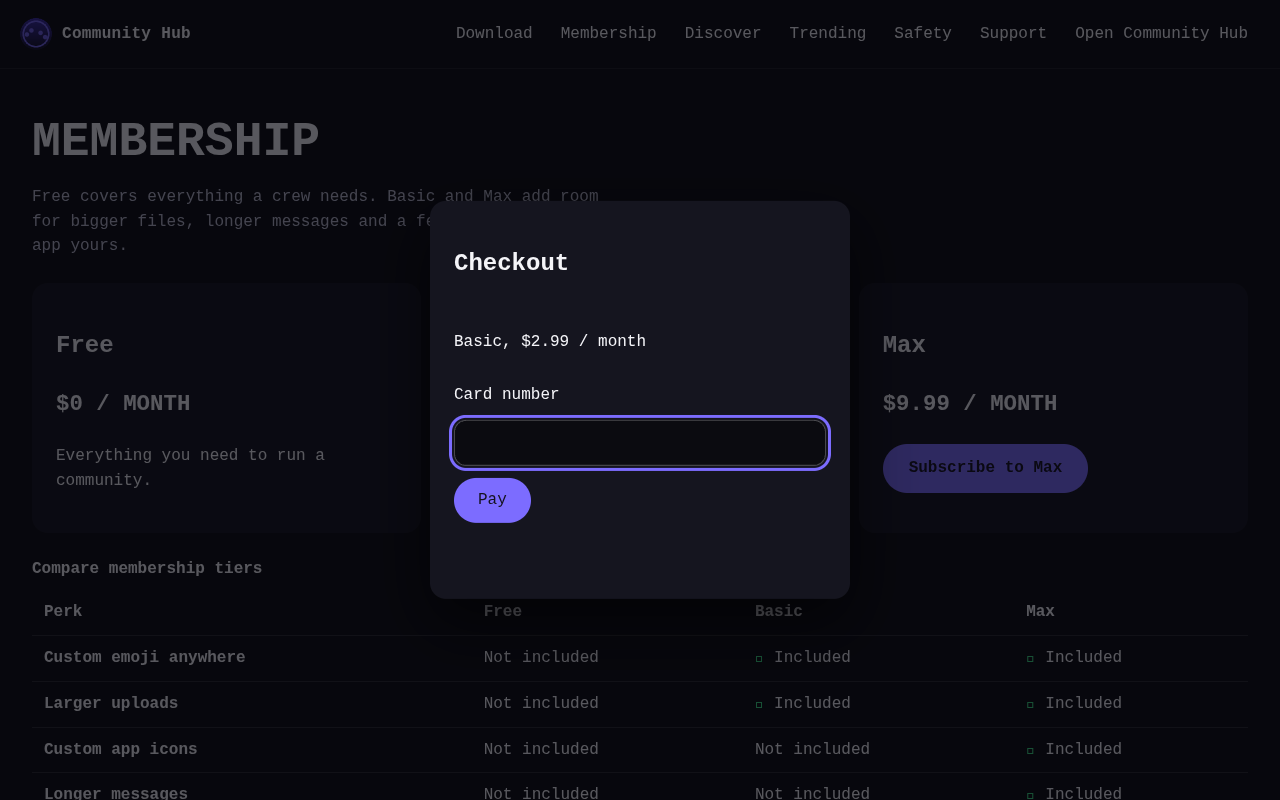 Community Hub
Download
Membership
Discover
Trending
Safety
Support
Open Community Hub
MEMBERSHIP
Free covers everything a crew needs. Basic and Max add room
for bigger files, longer messages and a
app yours.
Free
$0 / MONTH
Everything you need to run a
community.
Checkout
Basic, $2.99 / month
Card number
Pay
Max
$9.99 / MONTH
Subscribe to Max
Compare membership tiers
Perk Free Basic Max
Custom emoji anywhere Not included Included Included
Larger uploads Not included Included Included
Custom app icons Not included Not included Included
Longer messages Not included Not included Included